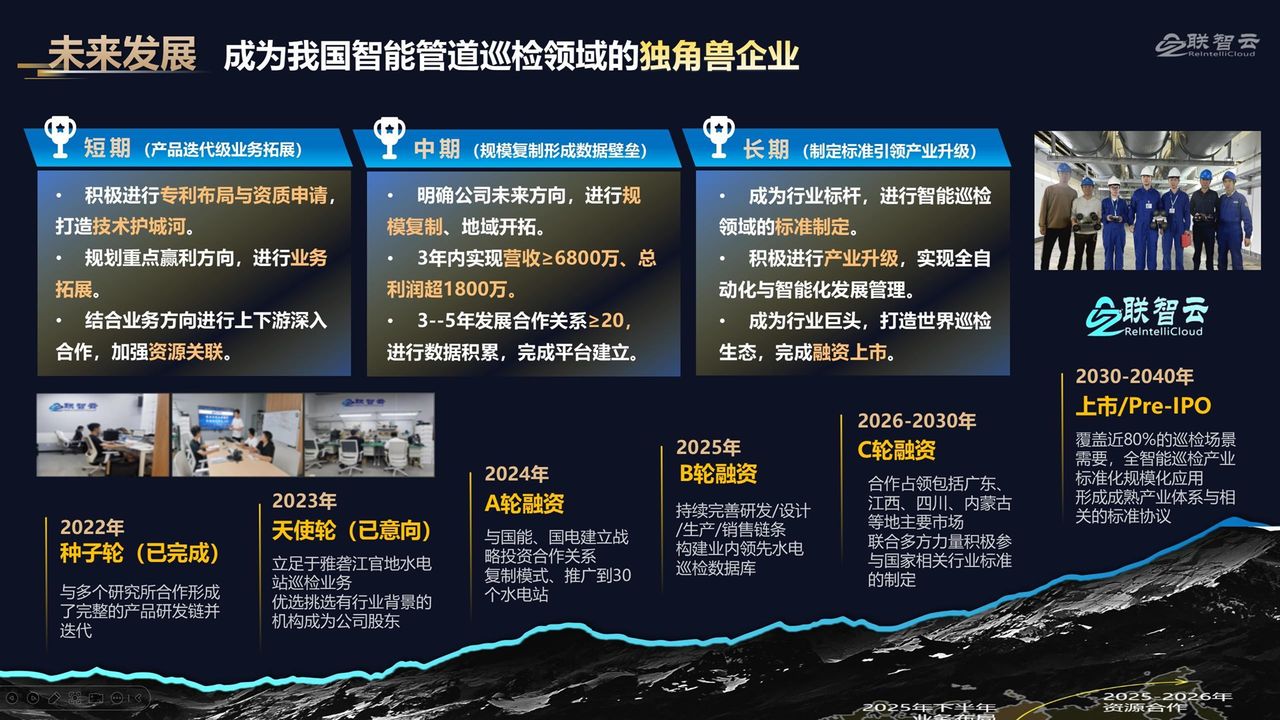 未来发展 成为我国智能管道巡检领域的独角兽企业
联智云
ReIntelliCloud
短期（产品迭代级业务拓展）
• 积极进行专利布局与资质申请，
打造技术护城河。
• 规划重点赢利方向，进行业务
拓展。
• 结合业务方向进行上下游深入
合作，加强资源关联。
中期（规模复制形成数据壁垒）
• 明确公司未来方向，进行规
模复制、地域开拓。
• 3年内实现营收≥6800万、总
利润超1800万。
• 3--5年发展合作关系≥20，
进行数据积累，完成平台建立。
长期（制定标准引领产业升级）
• 成为行业标杆，进行智能巡检
领域的标准制定。
• 积极进行产业升级，实现全自
动化与智能化发展管理。
• 成为行业巨头，打造世界巡检
生态，完成融资上市。
联智云
ReIntelliCloud
联智云
联智云
2022年
种子轮（已完成）
与多个研究所合作形成
了完整的产品研发链并
迭代
2023年
天使轮（已意向）
立足于雅砻江官地水电
站巡检业务
优选挑选有行业背景的
机构成为公司股东
2024年
A轮融资
与国能、国电建立战
略投资合作关系
复制模式、推广到30
个水电站
2025年
B轮融资
持续完善研发/设计
/生产/销售链条
构建业内领先水电
巡检数据库
2026-2030年
C轮融资
合作占领包括广东、
江西、四川、内蒙古
等地主要市场
联合多方力量积极参
与国家相关行业标准
的制定
2030-2040年
上市/Pre-IPO
覆盖近80%的巡检场景
需要，全智能巡检产业
标准化规模化应用
形成成熟产业体系与相
关的标准协议
2025年下半年
业务布局
2025-2026年
资源合作